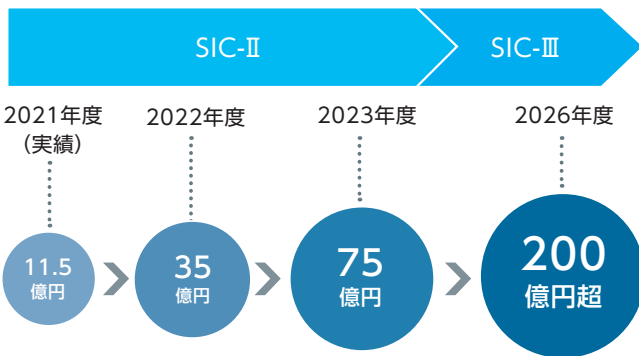 SIC-Ⅱ
SIC-Ⅲ
2021年度
（実績）
2022年度
2023年度
2026年度
11.5
億円
35
億円
75
億円
200
億円超